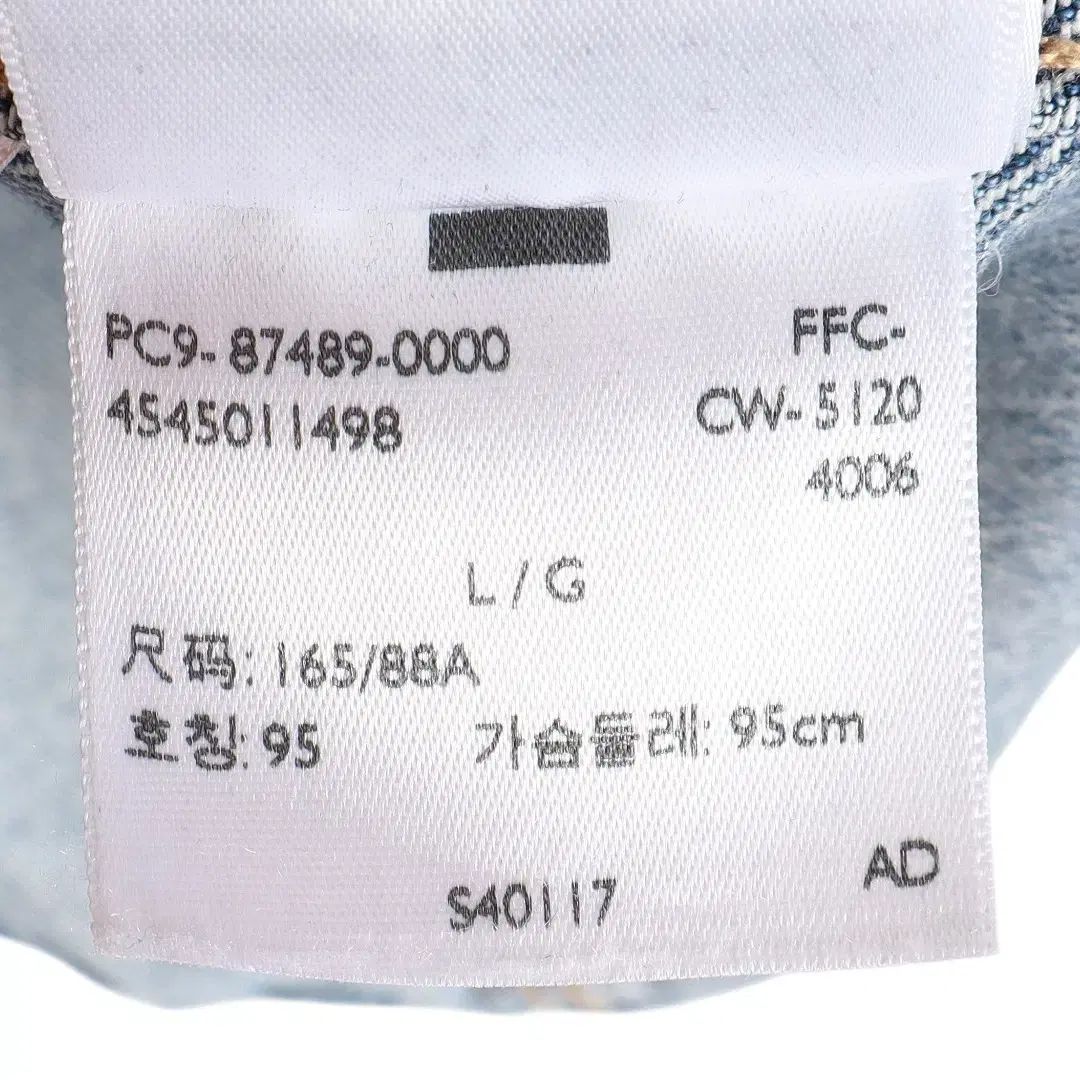 PC9-87489-0000 FFC-
4545011498 CW-5120
4006
L / G
尺码: 165/88A
호칭: 95 가슴둘레: 95cm
AD
S40117